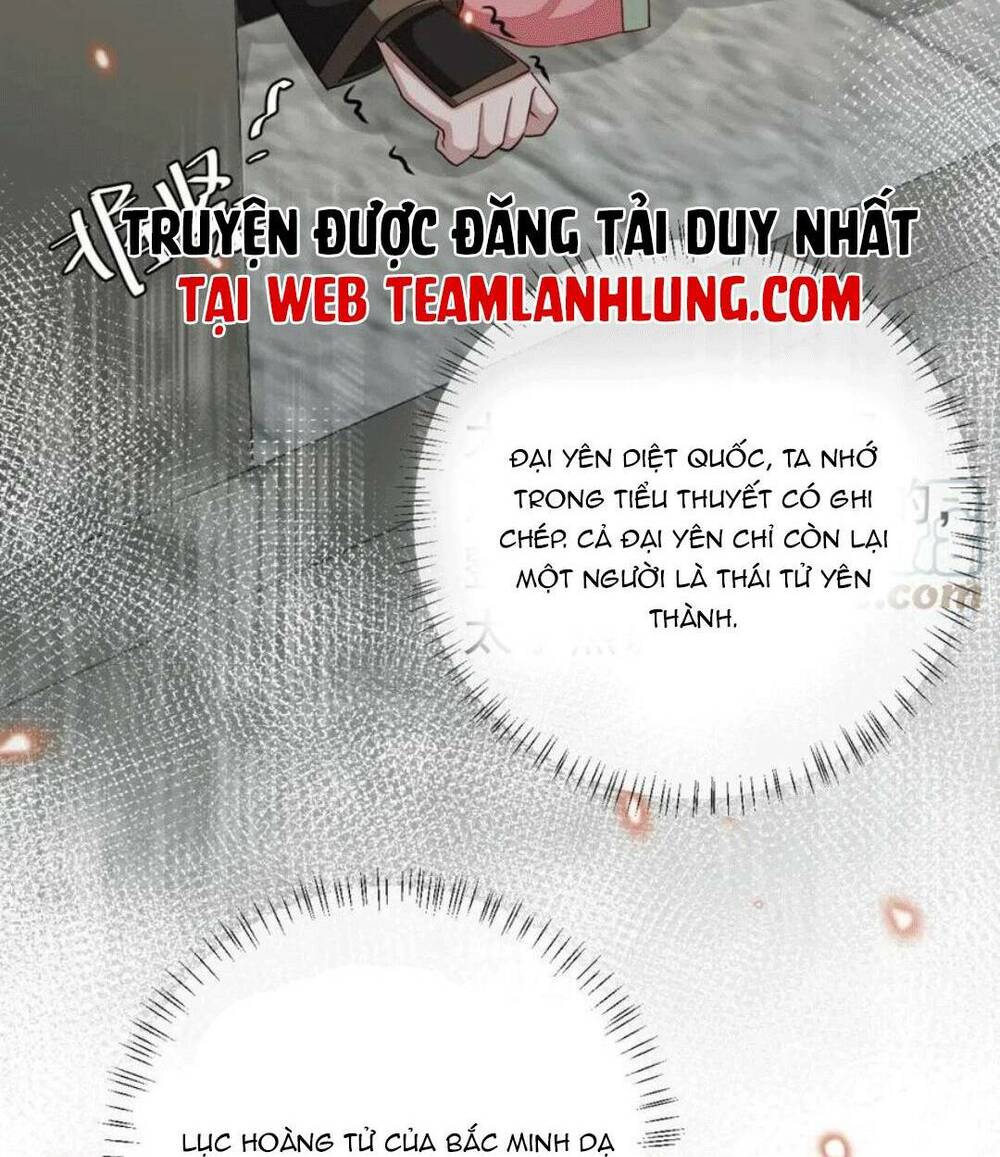 TRUYỆN ĐƯỢC ĐĂNG TẢI DUY NHẤT
TẠI WEB TEAMLANHLUNG.COM
ĐẠI YÊN DIỆT QUỐC, TA NHỚ
TRONG TIỂU THUYẾT CÓ GHI
CHÉP. CẢ ĐẠI YÊN CHỈ CÒN LẠI
MỘT NGƯỜI LÀ THÁI TỬ YÊN
THÀNH.
LỤC HOÀNG TỬ CỦA BẮC MINH DẠ